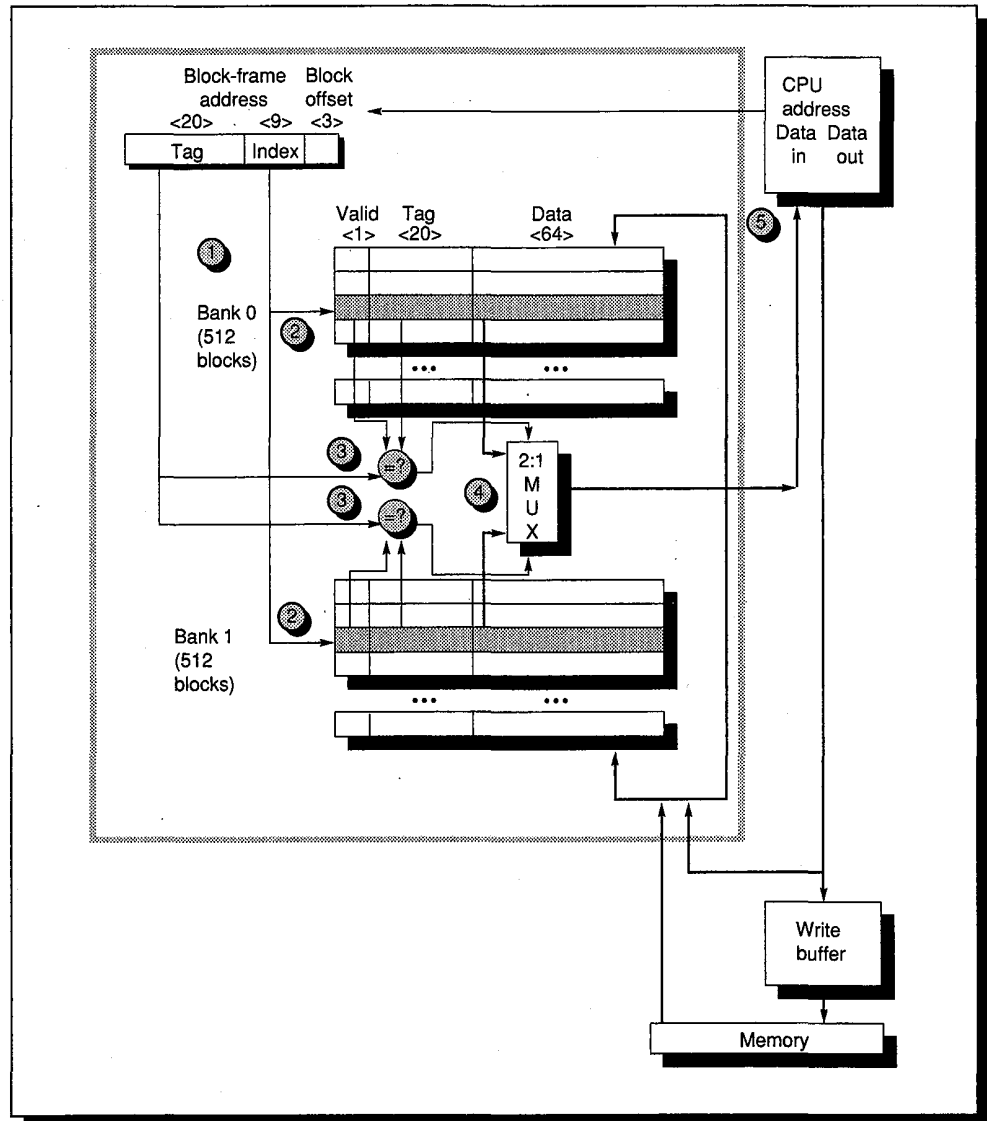 Block-frame
address
Block
offset
<20>
<9>
<3>
Tag
Index
CPU
address
Data Data
in out
Valid
<1>
Tag
<20>
Data
<64>
1
5
Bank 0
(512
blocks)
2
•••
•••
3
=?
3
=?
4
2:1
M
U
X
2
Bank 1
(512
blocks)
•••
•••
Write
buffer
Memory